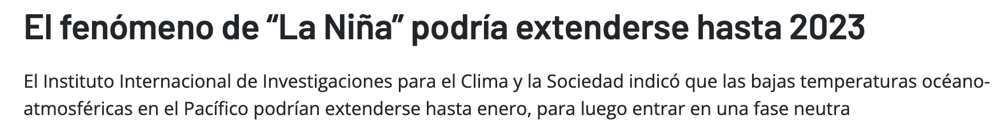 El fenómeno de “La Niña” podría extenderse hasta 2023
El Instituto Internacional de Investigaciones para el Clima y la Sociedad indicó que las bajas temperaturas océano-
atmosféricas en el Pacífico podrían extenderse hasta enero, para luego entrar en una fase neutra